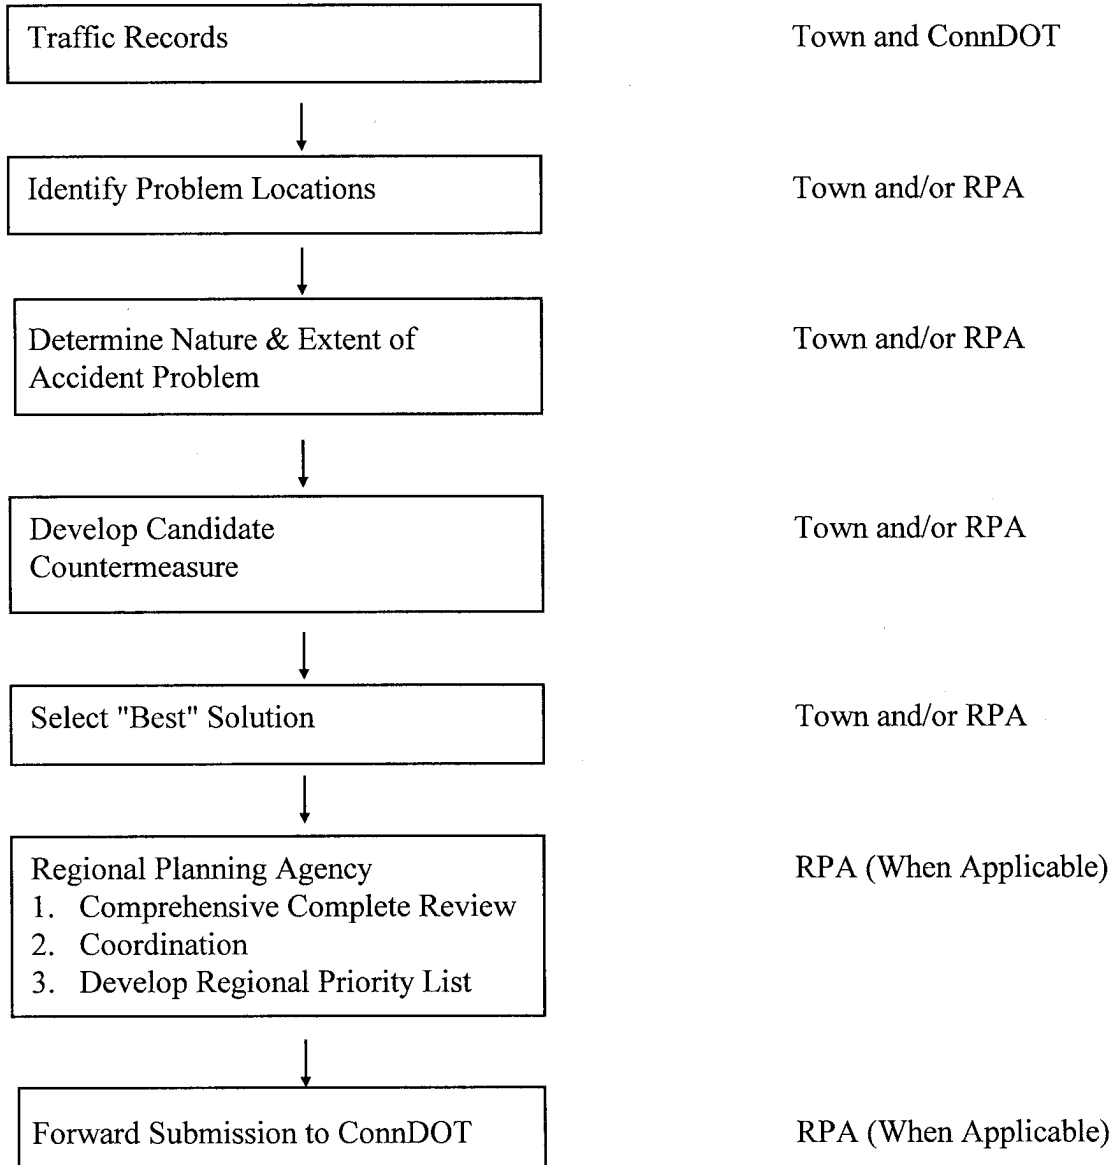 Traffic Records
Town and ConnDOT
Identify Problem Locations
Town and/or RPA
Determine Nature & Extent of
Accident Problem
Town and/or RPA
Develop Candidate
Countermeasure
Town and/or RPA
Select "Best" Solution
Town and/or RPA
Regional Planning Agency
1. Comprehensive Complete Review
2. Coordination
3. Develop Regional Priority List
RPA (When Applicable)
Forward Submission to ConnDOT
RPA (When Applicable)